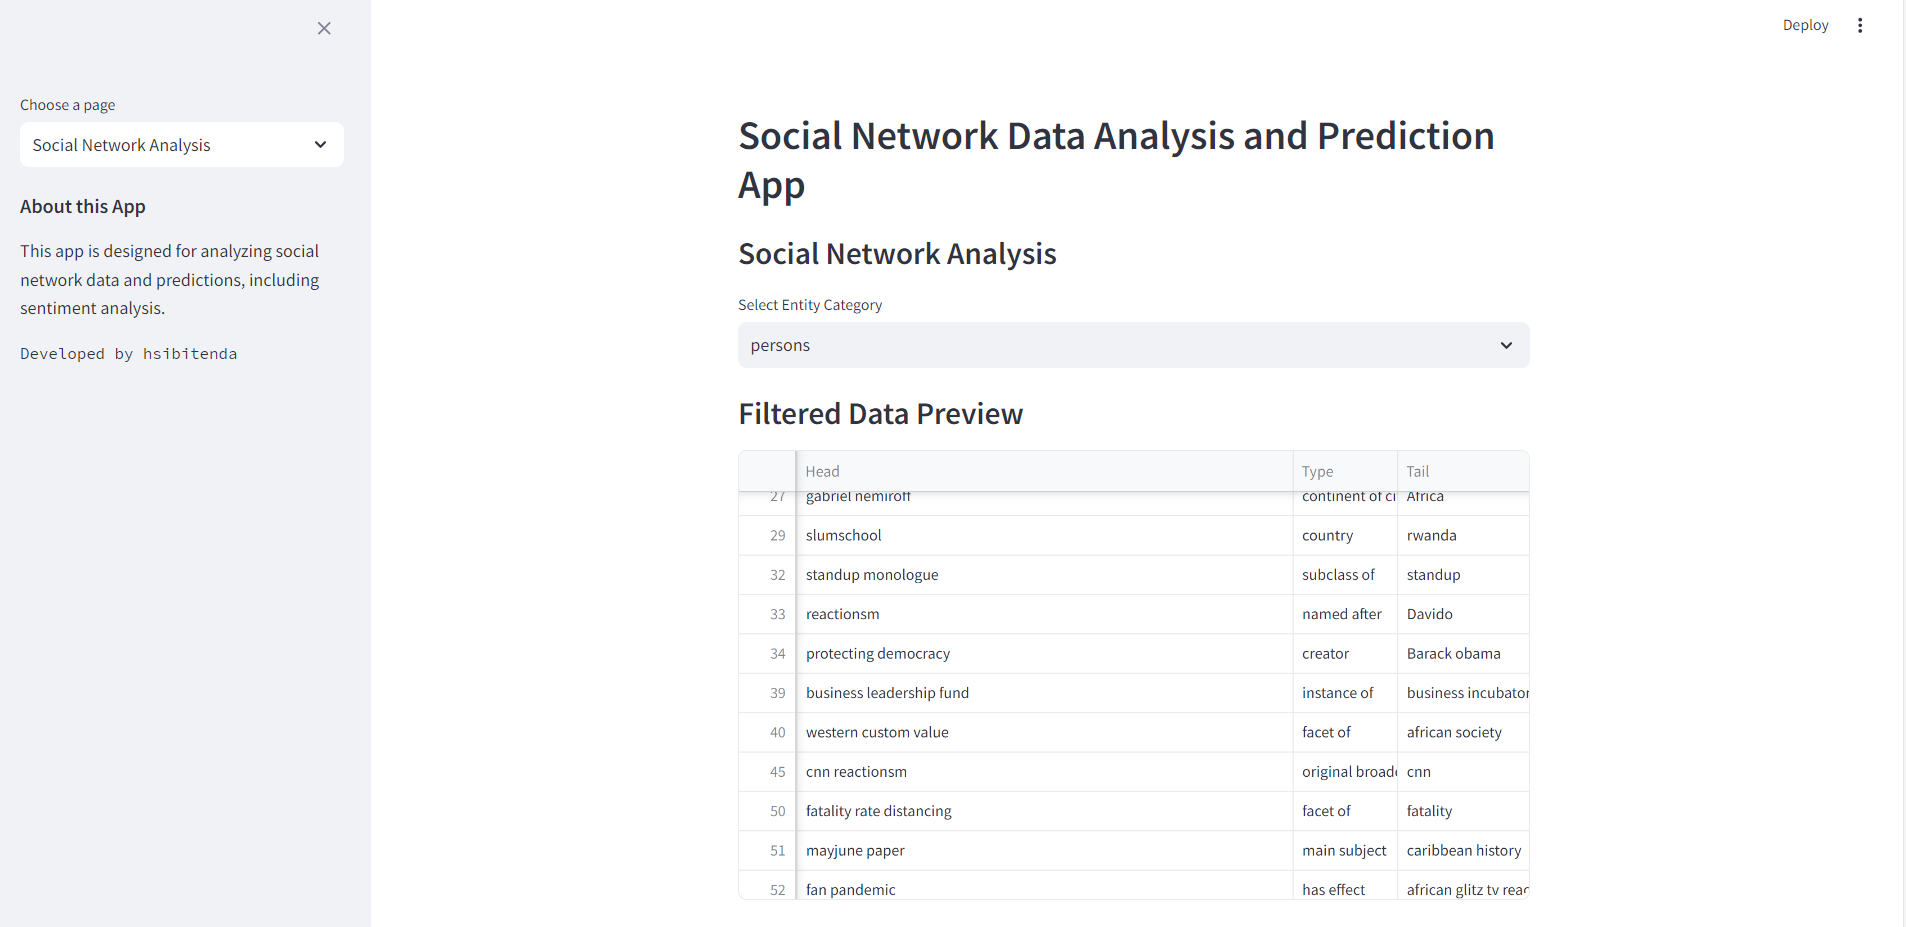 Deploy
Choose a page
Social Network Analysis
About this App
This app is designed for analyzing social
network data and predictions, including
sentiment analysis.
Developed by hsibitenda
Social Network Data Analysis and Prediction
App
Social Network Analysis
Select Entity Category
persons
Filtered Data Preview
Head Type Tail
27 gabriel nemiroff continent of ci Africa
29 slumschool country rwanda
32 standup monologue subclass of standup
33 reactionsm named after Davido
34 protecting democracy creator Barack obama
39 business leadership fund instance of business incubator
40 western custom value facet of african society
45 cnn reactionsm original broad cnn
50 fatality rate distancing facet of fatality
51 mayjune paper main subject caribbean history
52 fan pandemic has effect african glitz tv reac